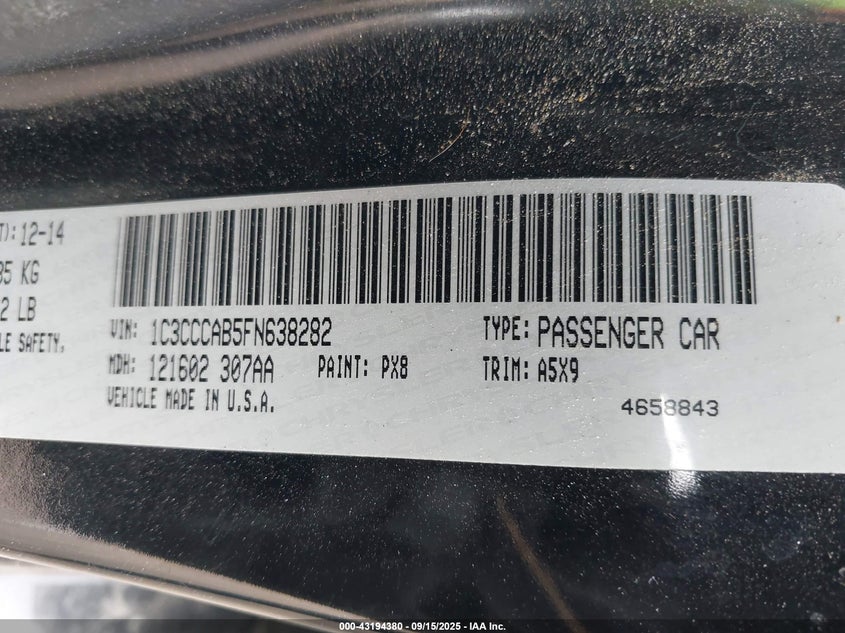 T): 12-14
KG
2 LB
LE SAFETY,
VIN: 1C3CCCAB5FN638282 TYPE: PASSENGER CAR
MDH: 121602 307AA PAINT: PX8 TRIM: A5X9
VEHICLE MADE IN U.S.A. 4658843
000-43194380 - 09/15/2025 - IAA Inc.